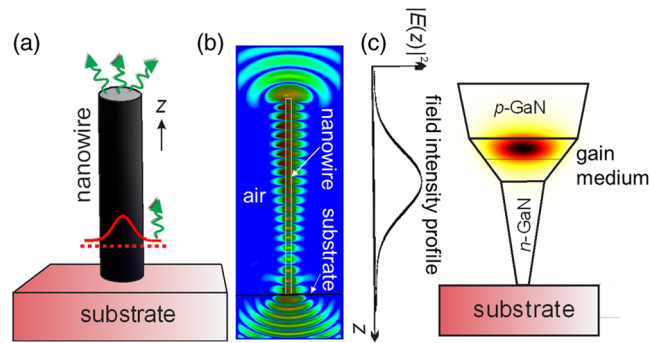 (a)
nanowire
z
substrate
(b)
air
nanowire
substrate
(c)
|E(z)|²
field intensity profile
z
p-GaN
gain
medium
n-GaN
substrate